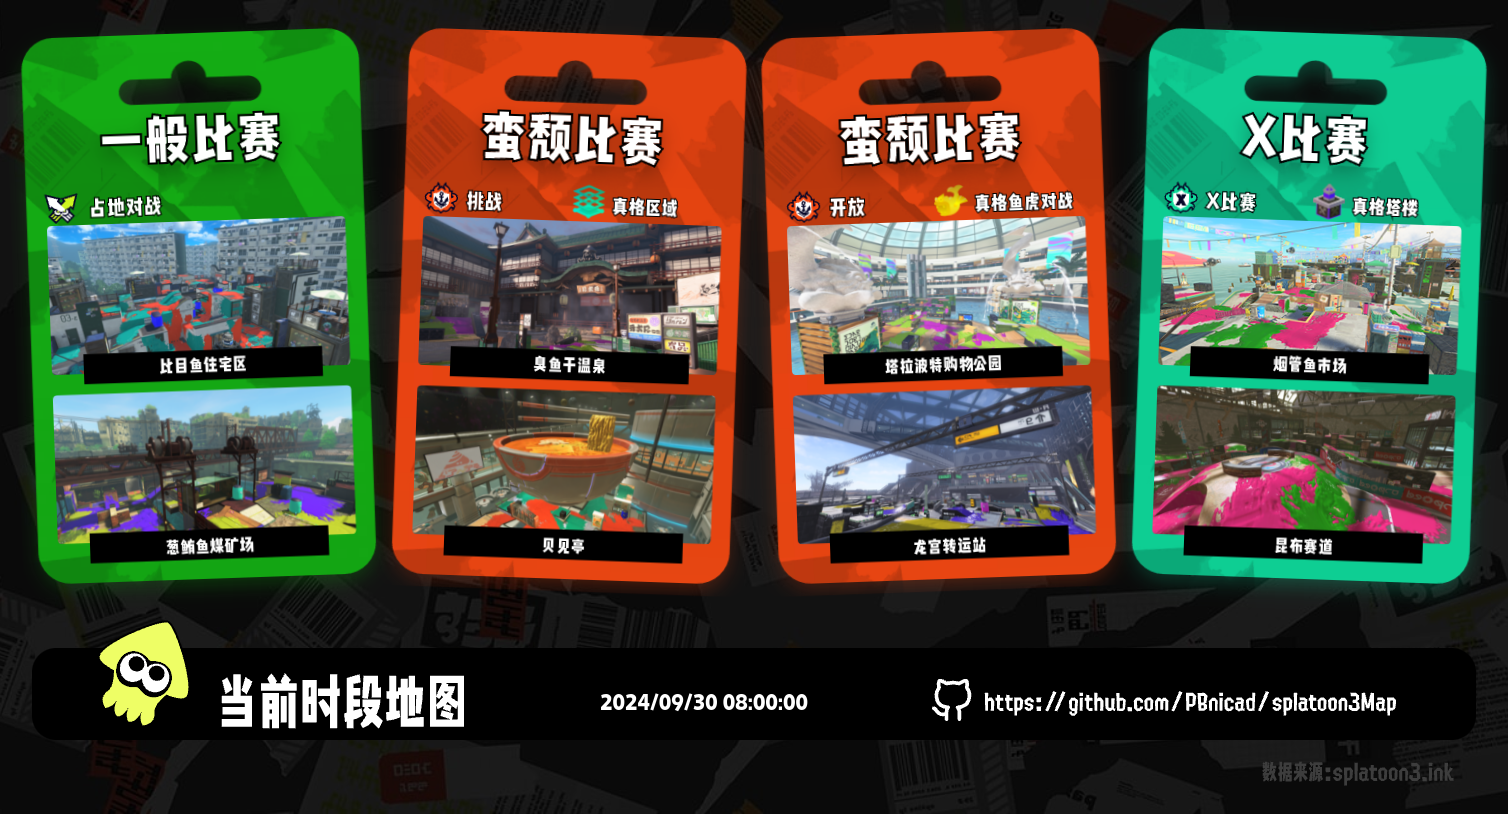 一般比赛
占地对战
比目鱼住宅区
葱鲔鱼煤矿场
蛮颓比赛
挑战
真格区域
臭鱼干温泉
贝见亭
蛮颓比赛
开放
真格鱼虎对战
塔拉波特购物公园
龙宫转运站
X比赛
X比赛
真格塔楼
烟管鱼市场
昆布赛道
当前时段地图
2024/09/30 08:00:00
https://github.com/PBnicad/splatoon3Map
数据来源:splatoon3.ink